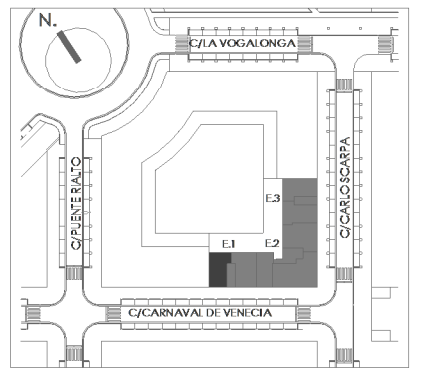 N.
C/LA VOGALONGA
C/PUENTE RIALTO
C/CARLO SCARPA
E.3
E.1
E.2
C/CARNAVAL DE VENECIA